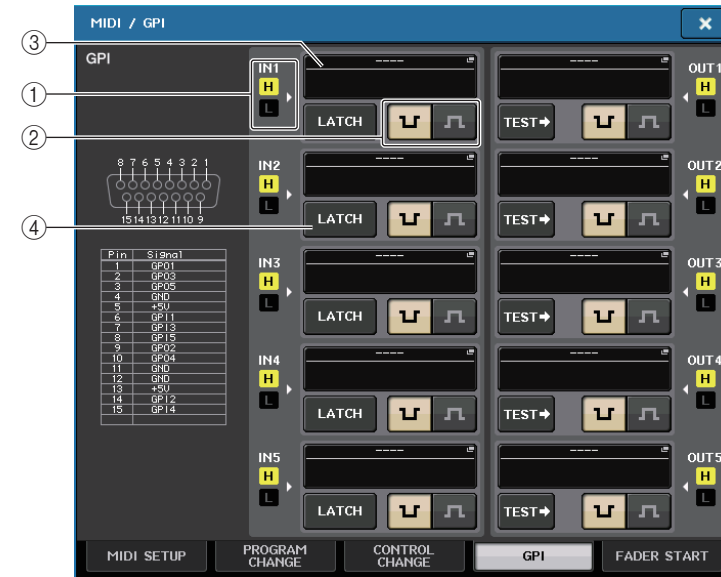 MIDI / GPI
×
GPI
③
①
②
④
IN1
H
L
----
LATCH
----
TEST➔
OUT1
H
L
8 7 6 5 4 3 2 1
15 14 13 12 11 10 9
IN2
H
L
----
LATCH
----
TEST➔
OUT2
H
L
Pin Signal
1 GPO1
2 GPO3
3 GPO5
4 GND
5 +5V
6 GPI1
7 GPI3
8 GPI5
9 GPO2
10 GPO4
11 GND
12 GND
13 +5V
14 GPI2
15 GPI4
IN3
H
L
----
LATCH
----
TEST➔
OUT3
H
L
IN4
H
L
----
LATCH
----
TEST➔
OUT4
H
L
IN5
H
L
----
LATCH
----
TEST➔
OUT5
H
L
MIDI SETUP
PROGRAM
CHANGE
CONTROL
CHANGE
GPI
FADER START